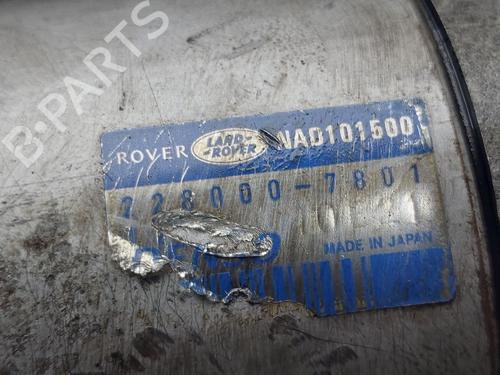 B-PARTS
ROVER LAND-ROVER NAD101500
228000-7801
MADE IN JAPAN